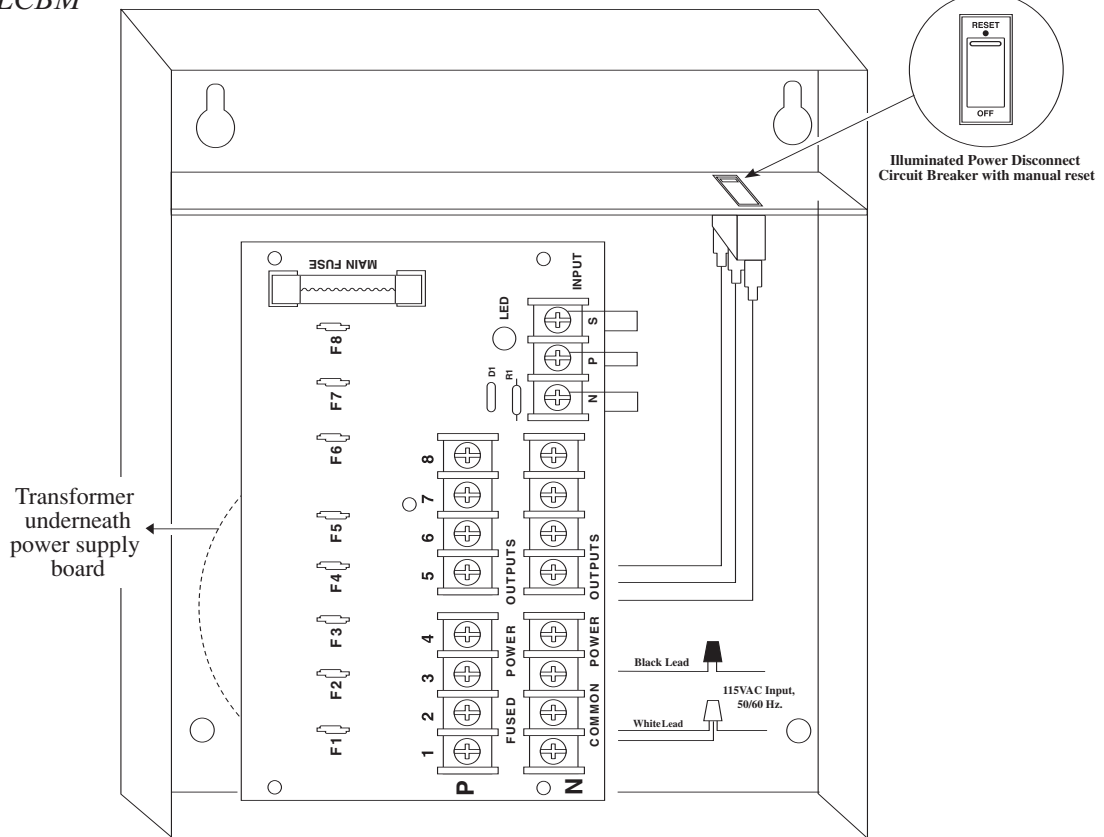 LCBM
RESET
OFF
Illuminated Power Disconnect
Circuit Breaker with manual reset
MAIN FUSE
INPUT
LED
S
P
N
D1
R1
F8
F7
F6
F5
F4
F3
F2
F1
8
7
6
5
4
3
2
1
FUSED POWER OUTPUTS
COMMON POWER OUTPUTS
P
N
Transformer
underneath
power supply
board
Black Lead
115VAC Input,
50/60 Hz.
White Lead